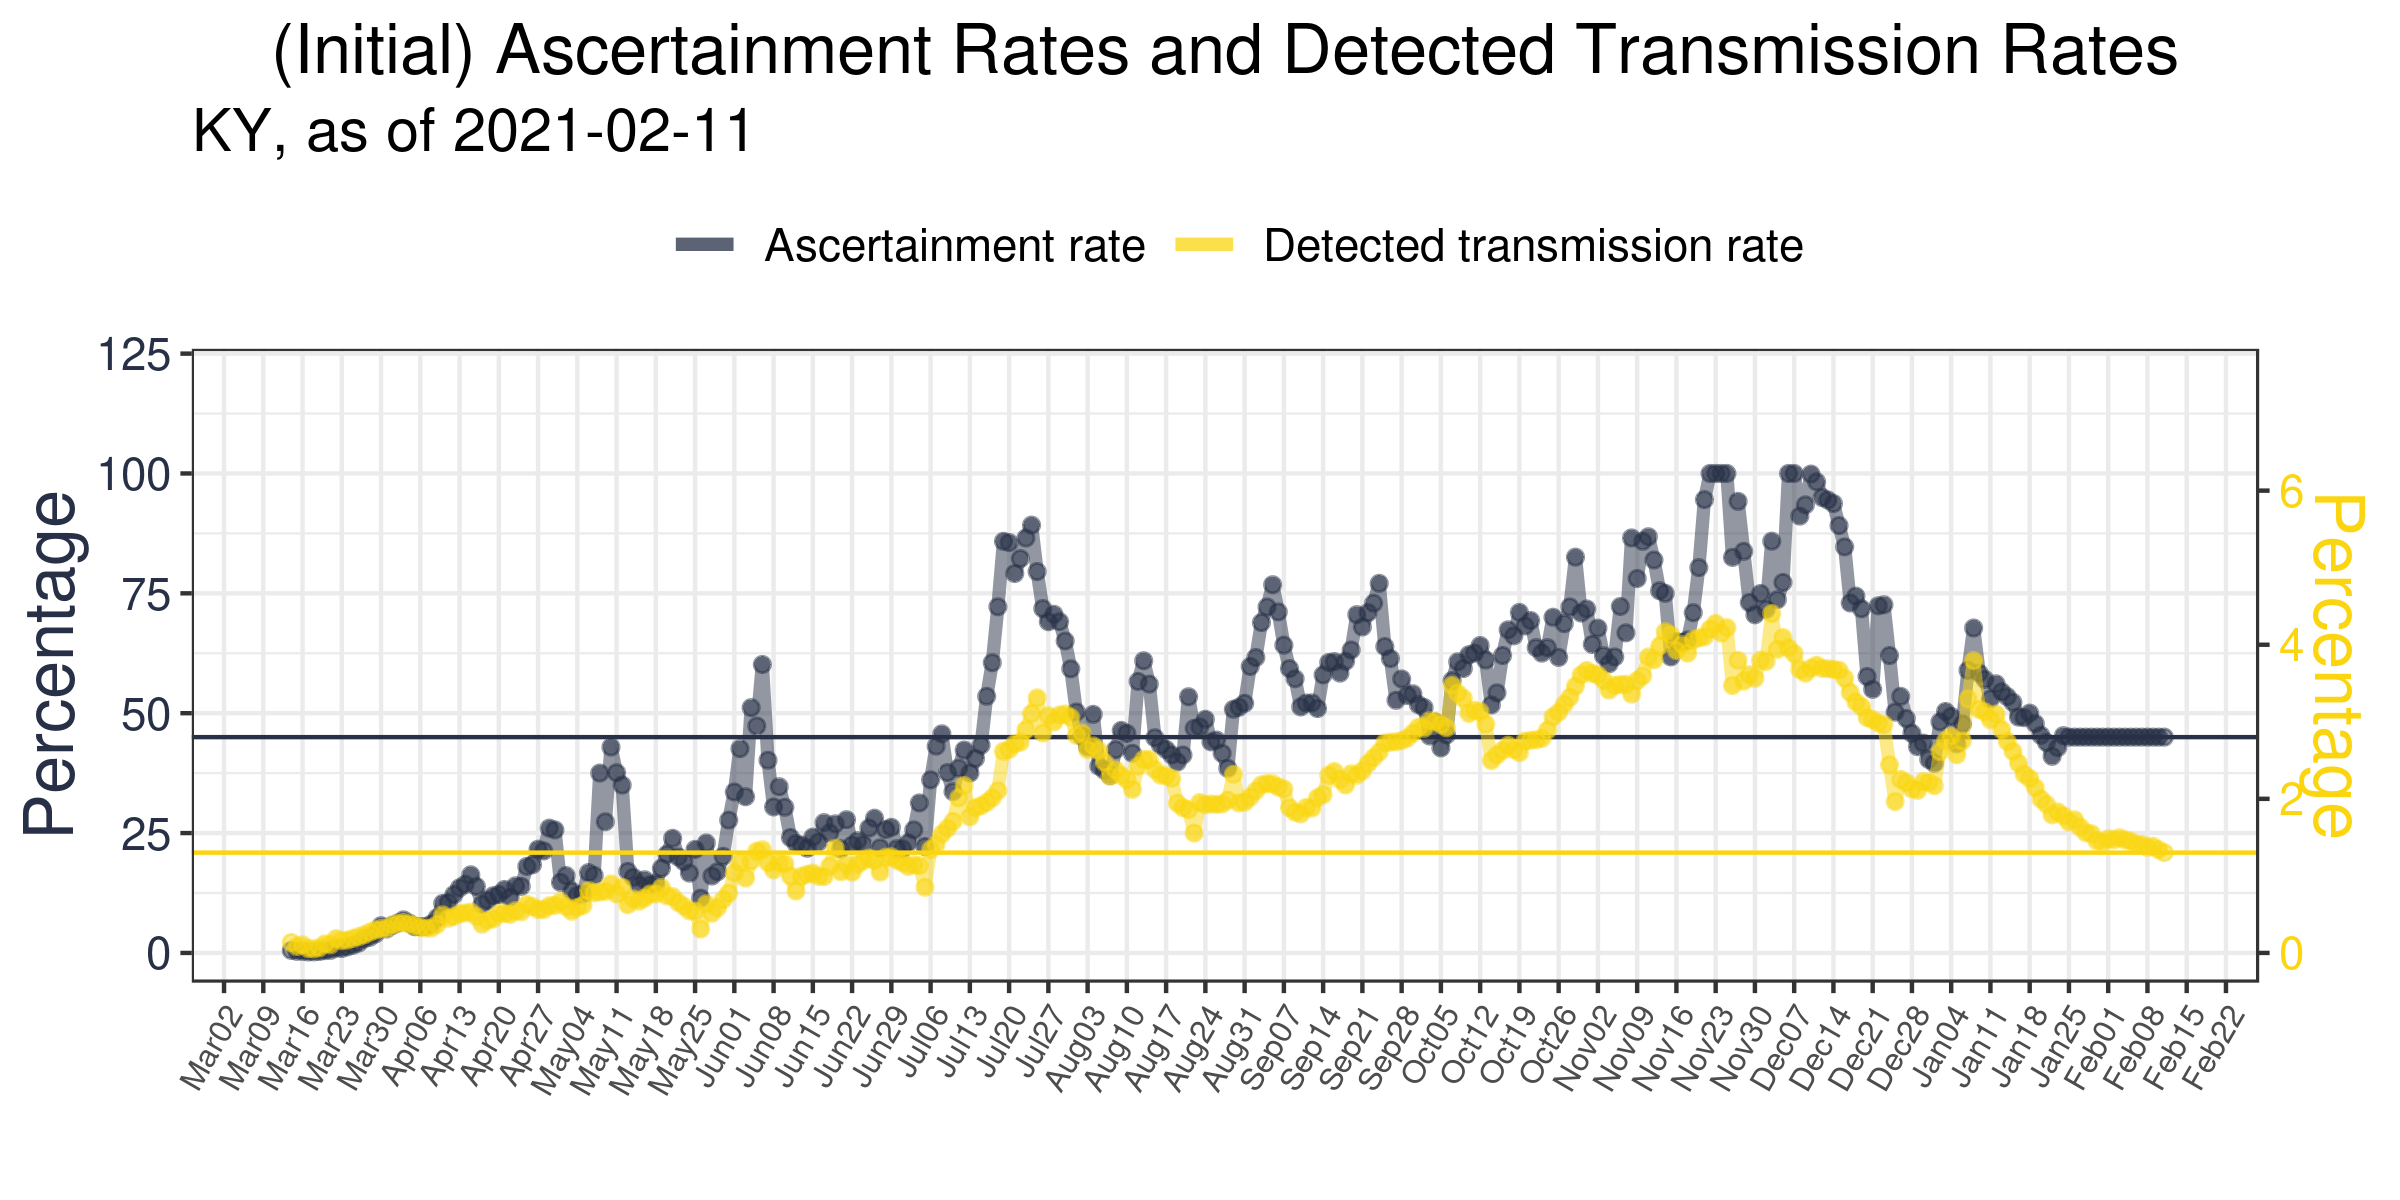 (Initial) Ascertainment Rates and Detected Transmission Rates
KY, as of 2021-02-11
Ascertainment rate
Detected transmission rate
125
100
75
50
25
0
Percentage
6
4
2
0
Percentage
Mar02
Mar09
Mar16
Mar23
Mar30
Apr06
Apr13
Apr20
Apr27
May04
May11
May18
May25
Jun01
Jun08
Jun15
Jun22
Jun29
Jul06
Jul13
Jul20
Jul27
Aug03
Aug10
Aug17
Aug24
Aug31
Sep07
Sep14
Sep21
Sep28
Oct05
Oct12
Oct19
Oct26
Nov02
Nov09
Nov16
Nov23
Nov30
Dec07
Dec14
Dec21
Dec28
Jan04
Jan11
Jan18
Jan25
Feb01
Feb08
Feb15
Feb22